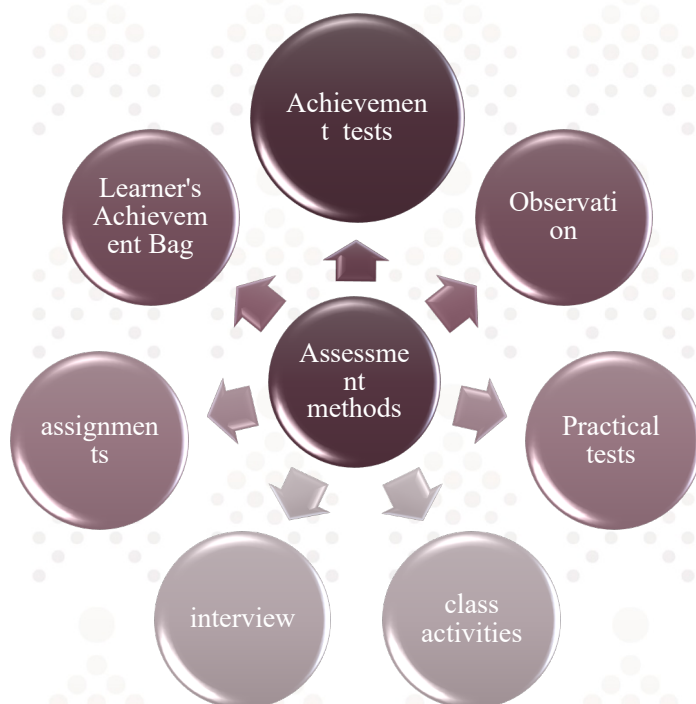 Achievemen
t tests
Observati
on
Practical
tests
class
activities
interview
assignmen
ts
Learner's
Achievem
ent Bag
Assessme
nt
methods